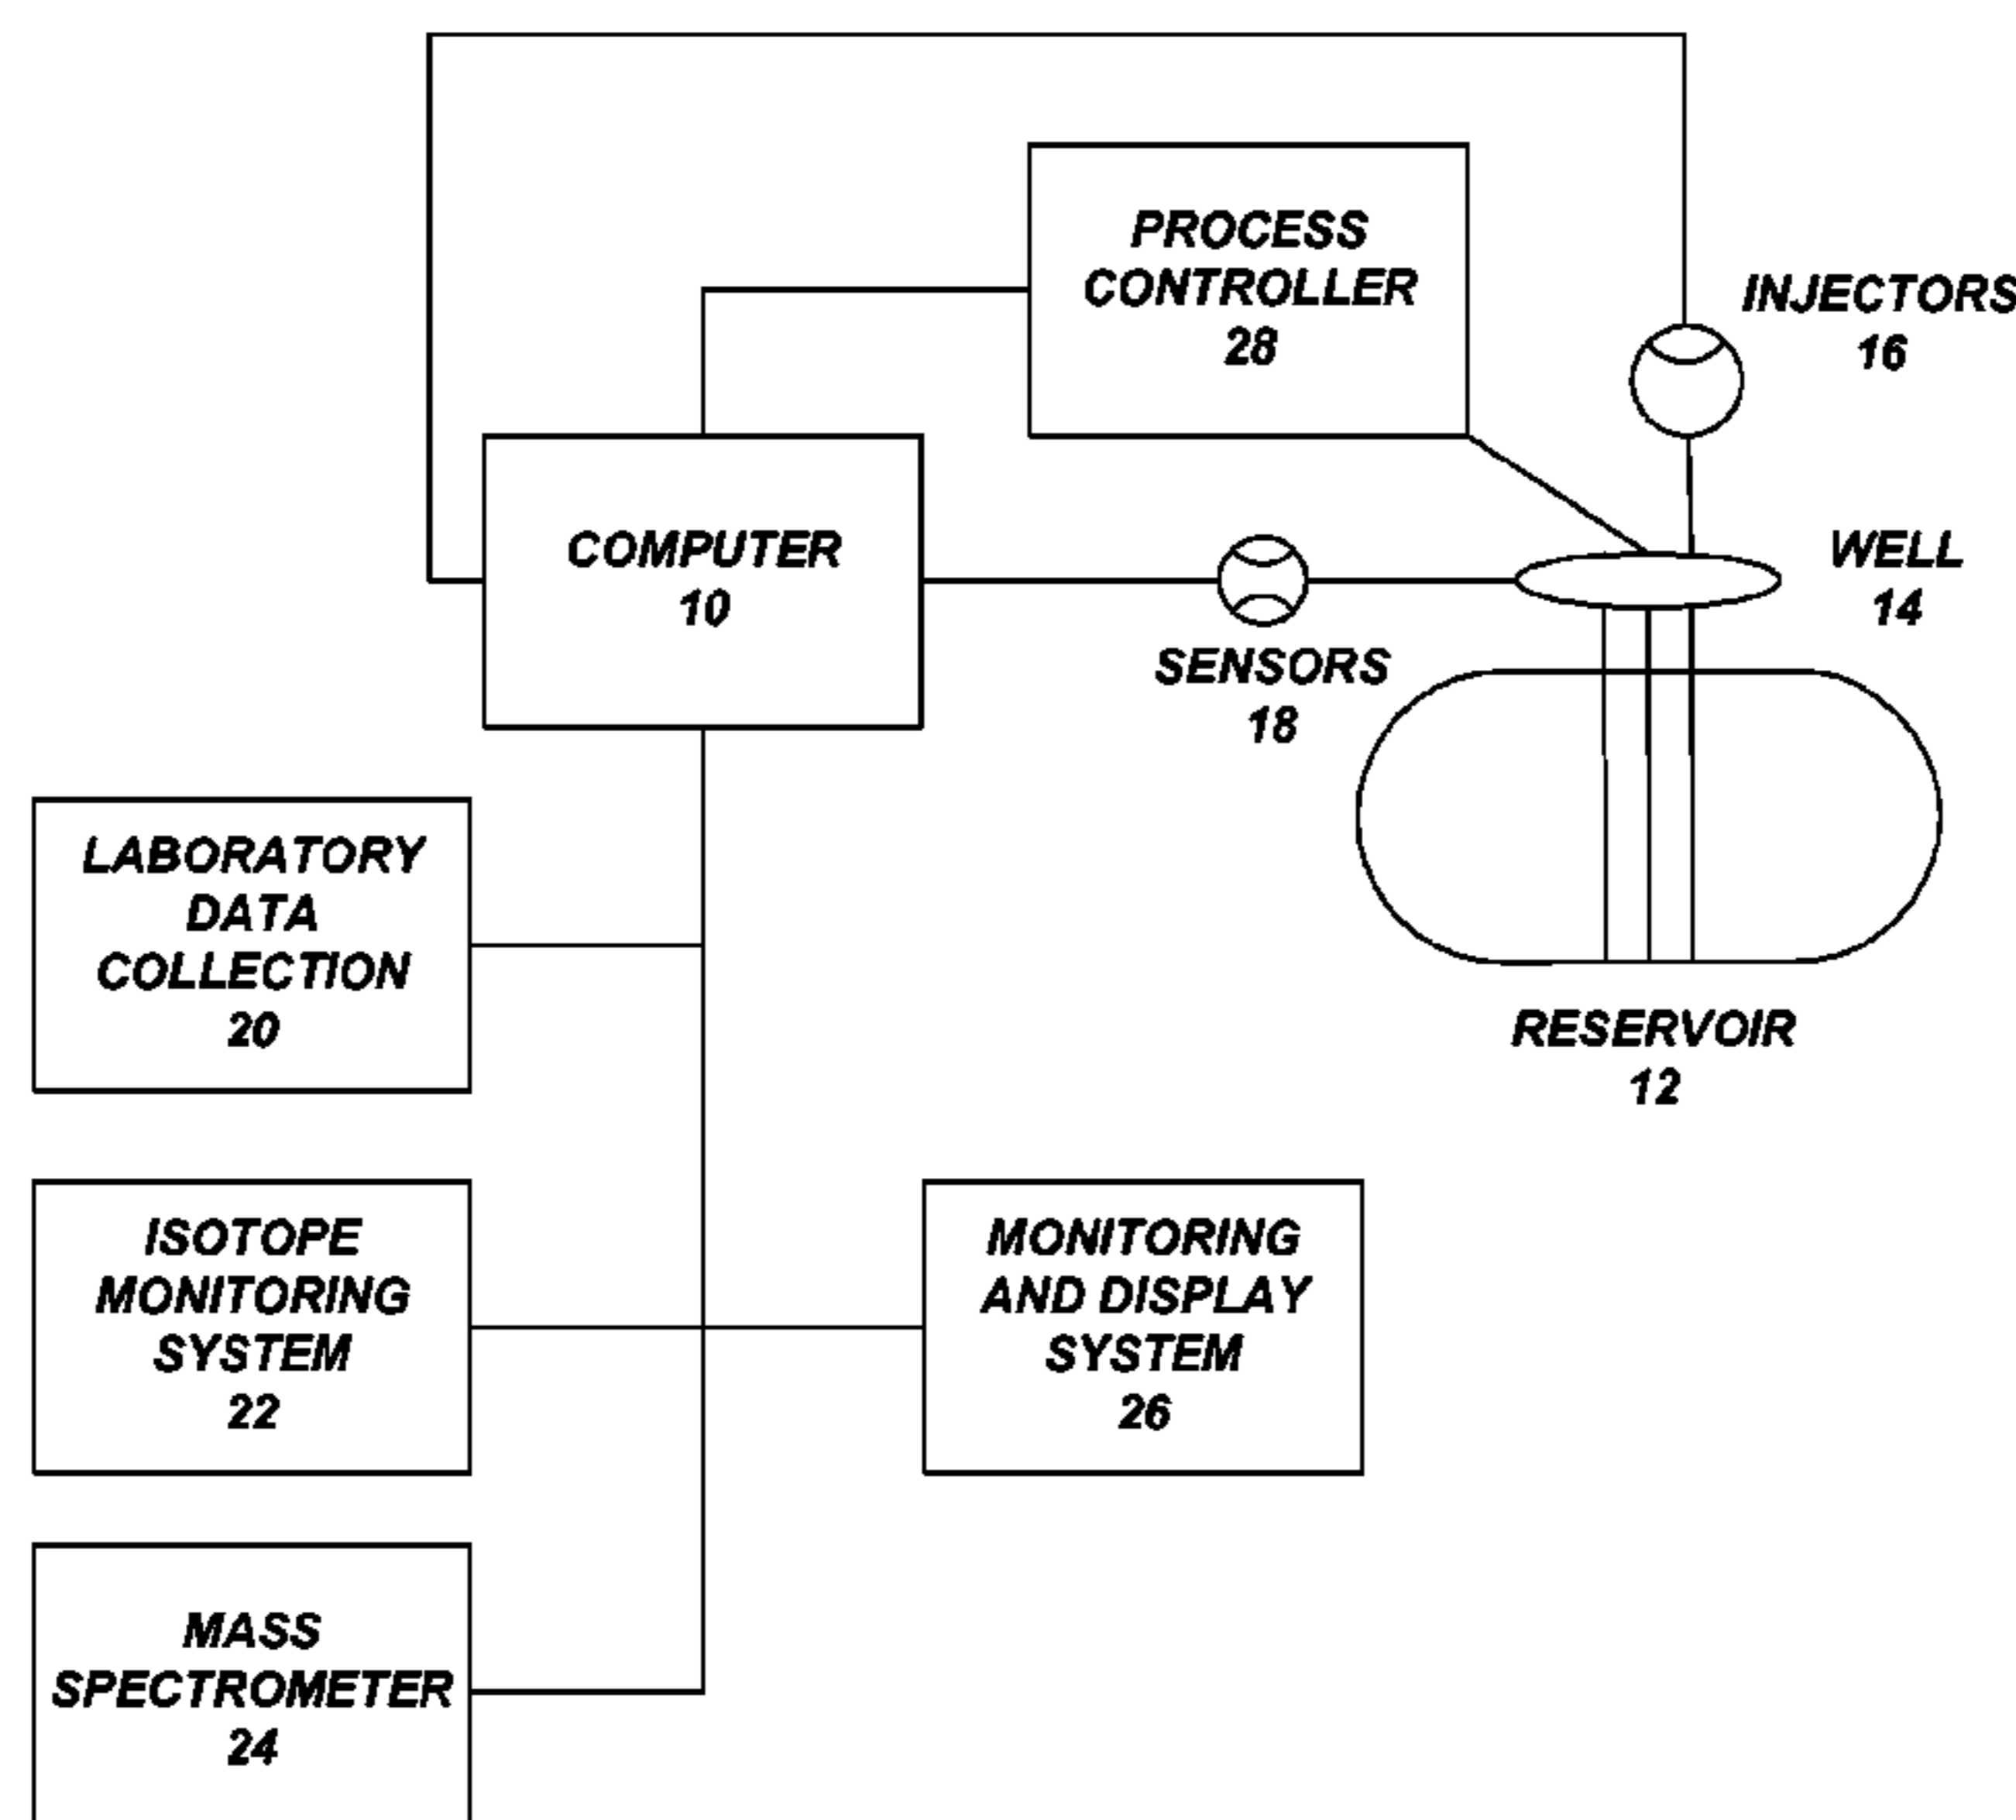 PROCESS
CONTROLLER
28
INJECTORS
16
COMPUTER
10
WELL
14
SENSORS
18
LABORATORY
DATA
COLLECTION
20
RESERVOIR
12
ISOTOPE
MONITORING
SYSTEM
22
MONITORING
AND DISPLAY
SYSTEM
26
MASS
SPECTROMETER
24